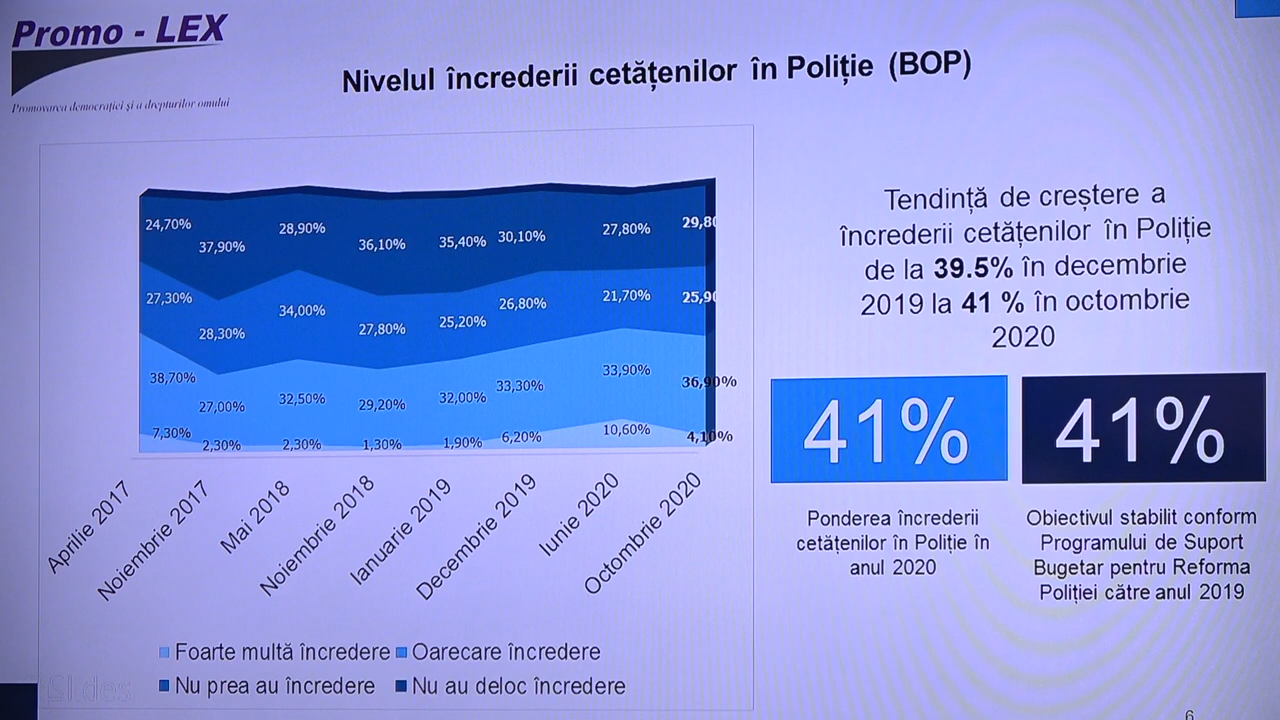 Promo - LEX
Promovarea democrației și a drepturilor omului
Nivelul încrederii cetățenilor în Poliție (BOP)
24,70%
37,90%
28,90%
36,10%
35,40%
30,10%
27,80%
29,80
27,30%
28,30%
34,00%
27,80%
25,20%
26,80%
21,70%
25,90
38,70%
27,00%
32,50%
29,20%
32,00%
33,30%
33,90%
36,90%
7,30%
2,30%
2,30%
1,30%
1,90%
6,20%
10,60%
4,10%
Aprilie 2017
Noiembrie 2017
Mai 2018
Noiembrie 2018
Ianuarie 2019
Decembrie 2019
Iunie 2020
Octombrie 2020
Foarte multă încredere
Oarecare încredere
Nu prea au încredere
Nu au deloc încredere
Tendință de creștere a
încrederii cetățenilor în Poliție
de la 39.5% în decembrie
2019 la 41 % în octombrie
2020
41%
Ponderea încrederii
cetățenilor în Poliție în
anul 2020
41%
Obiectivul stabilit conform
Programului de Suport
Bugetar pentru Reforma
Poliției către anul 2019
Slides
6